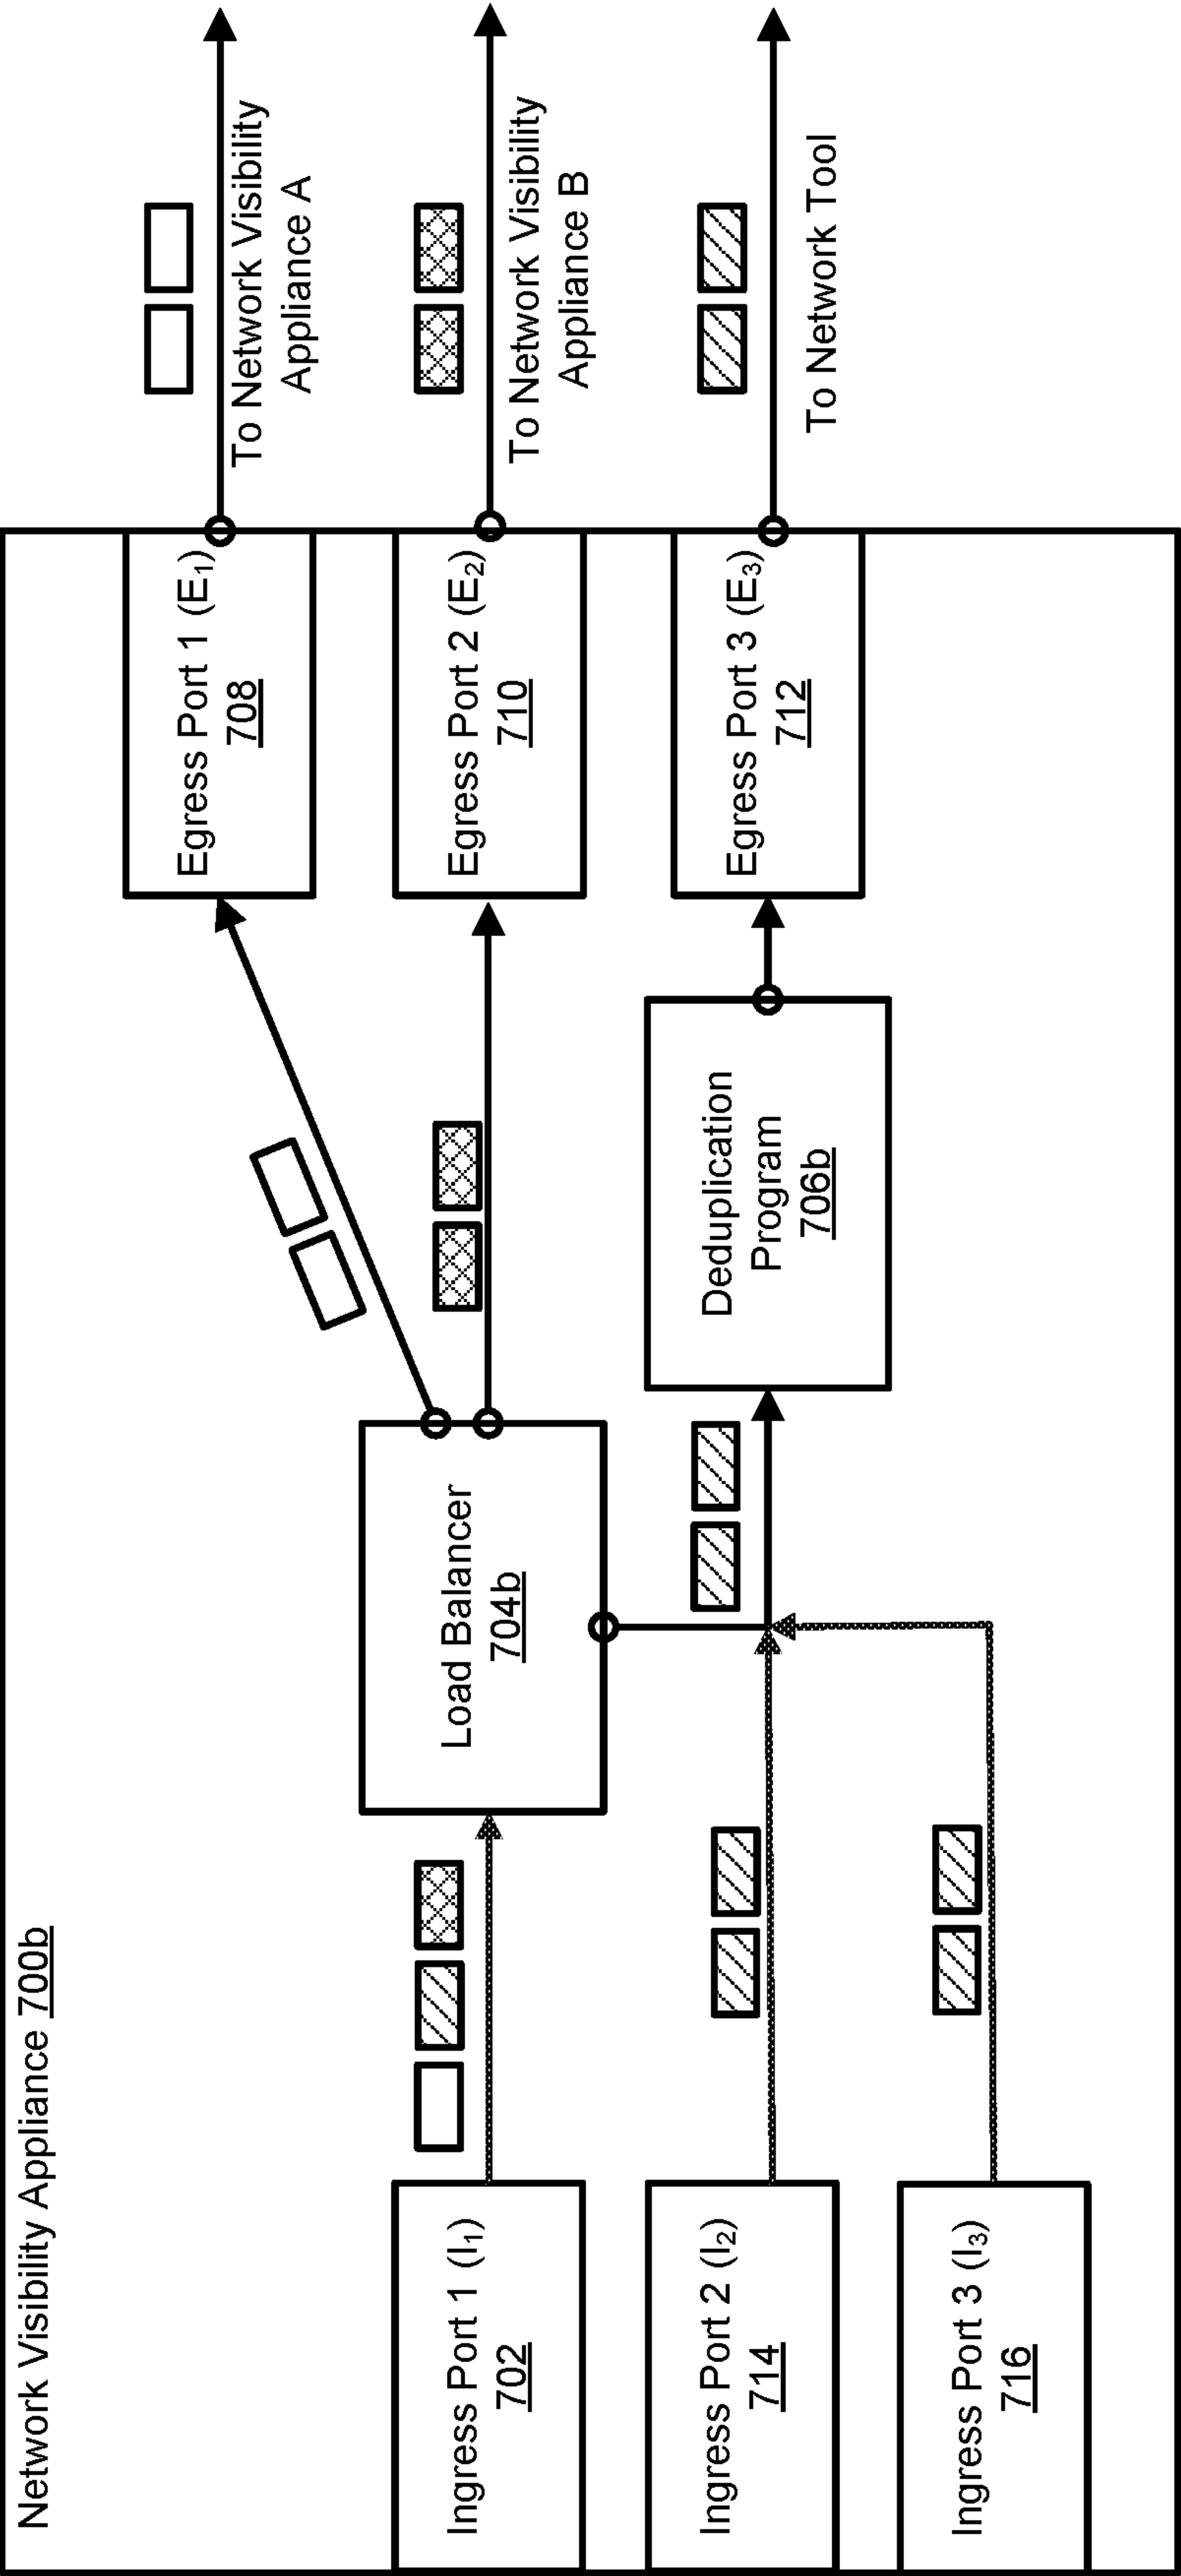 Network Visibility Appliance 700b
Ingress Port 1 (I₁)
702
Ingress Port 2 (I₂)
714
Ingress Port 3 (I₃)
716
Load Balancer
704b
Deduplication
Program
706b
Egress Port 1 (E₁)
708
Egress Port 2 (E₂)
710
Egress Port 3 (E₃)
712
To Network Visibility
Appliance A
To Network Visibility
Appliance B
To Network Tool